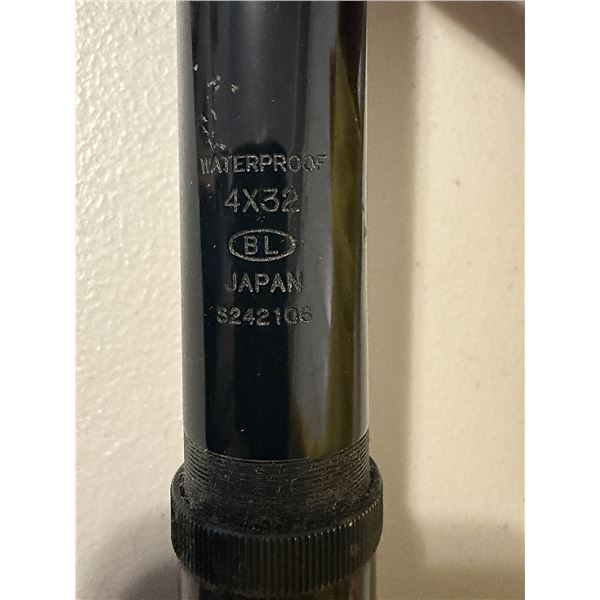 WATERPROOF
4X32
BL
JAPAN
S242106